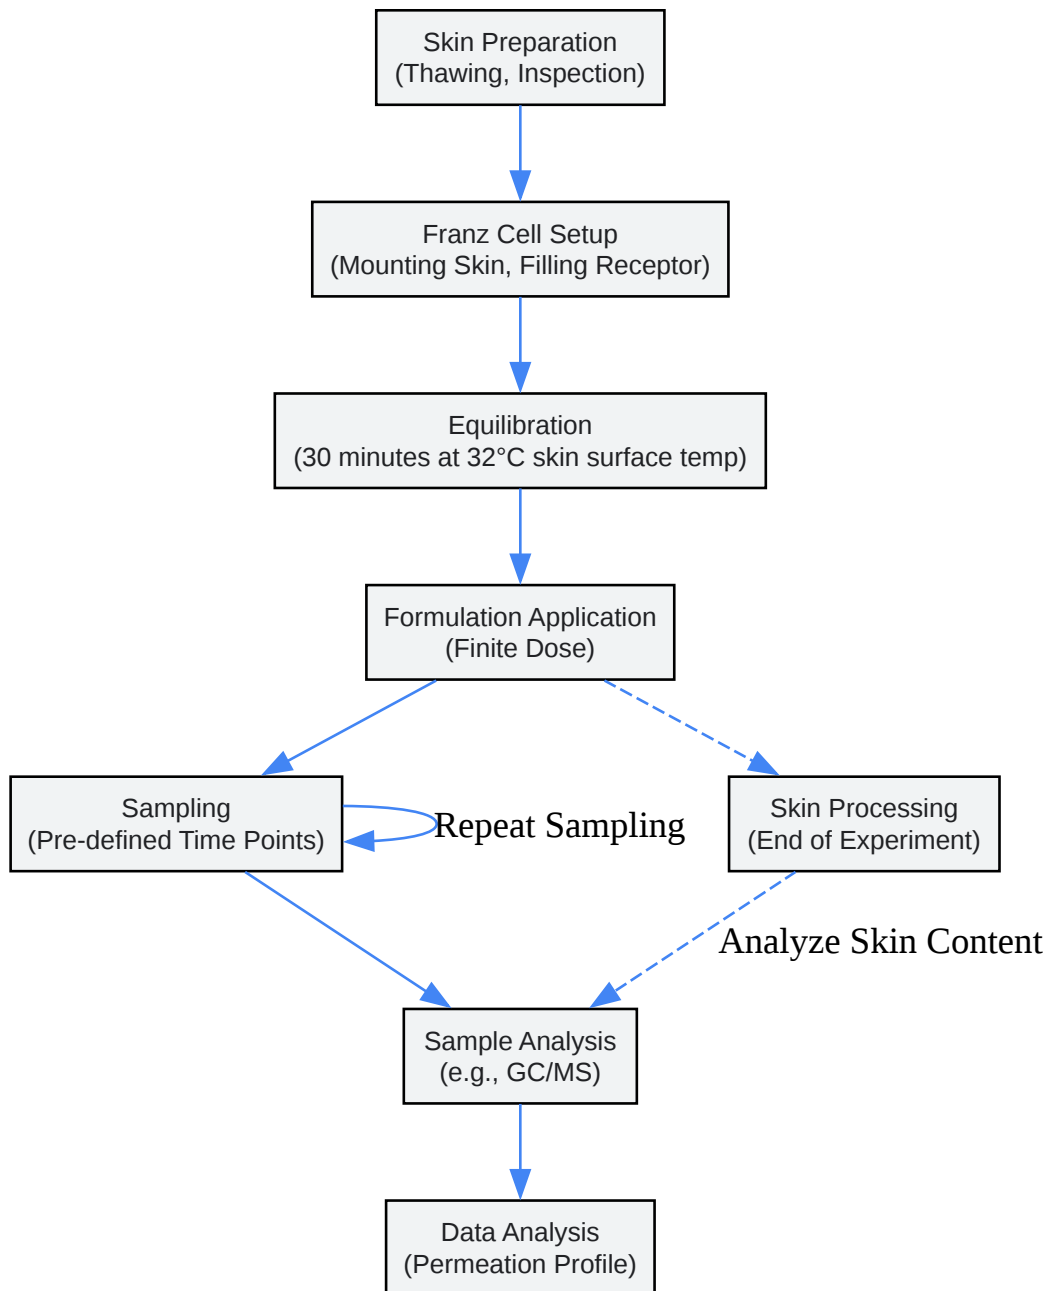 Skin Preparation
(Thawing, Inspection)
Franz Cell Setup
(Mounting Skin, Filling Receptor)
Equilibration
(30 minutes at 32°C skin surface temp)
Formulation Application
(Finite Dose)
Sampling
(Pre-defined Time Points)
Repeat Sampling
Skin Processing
(End of Experiment)
Analyze Skin Content
Sample Analysis
(e.g., GC/MS)
Data Analysis
(Permeation Profile)